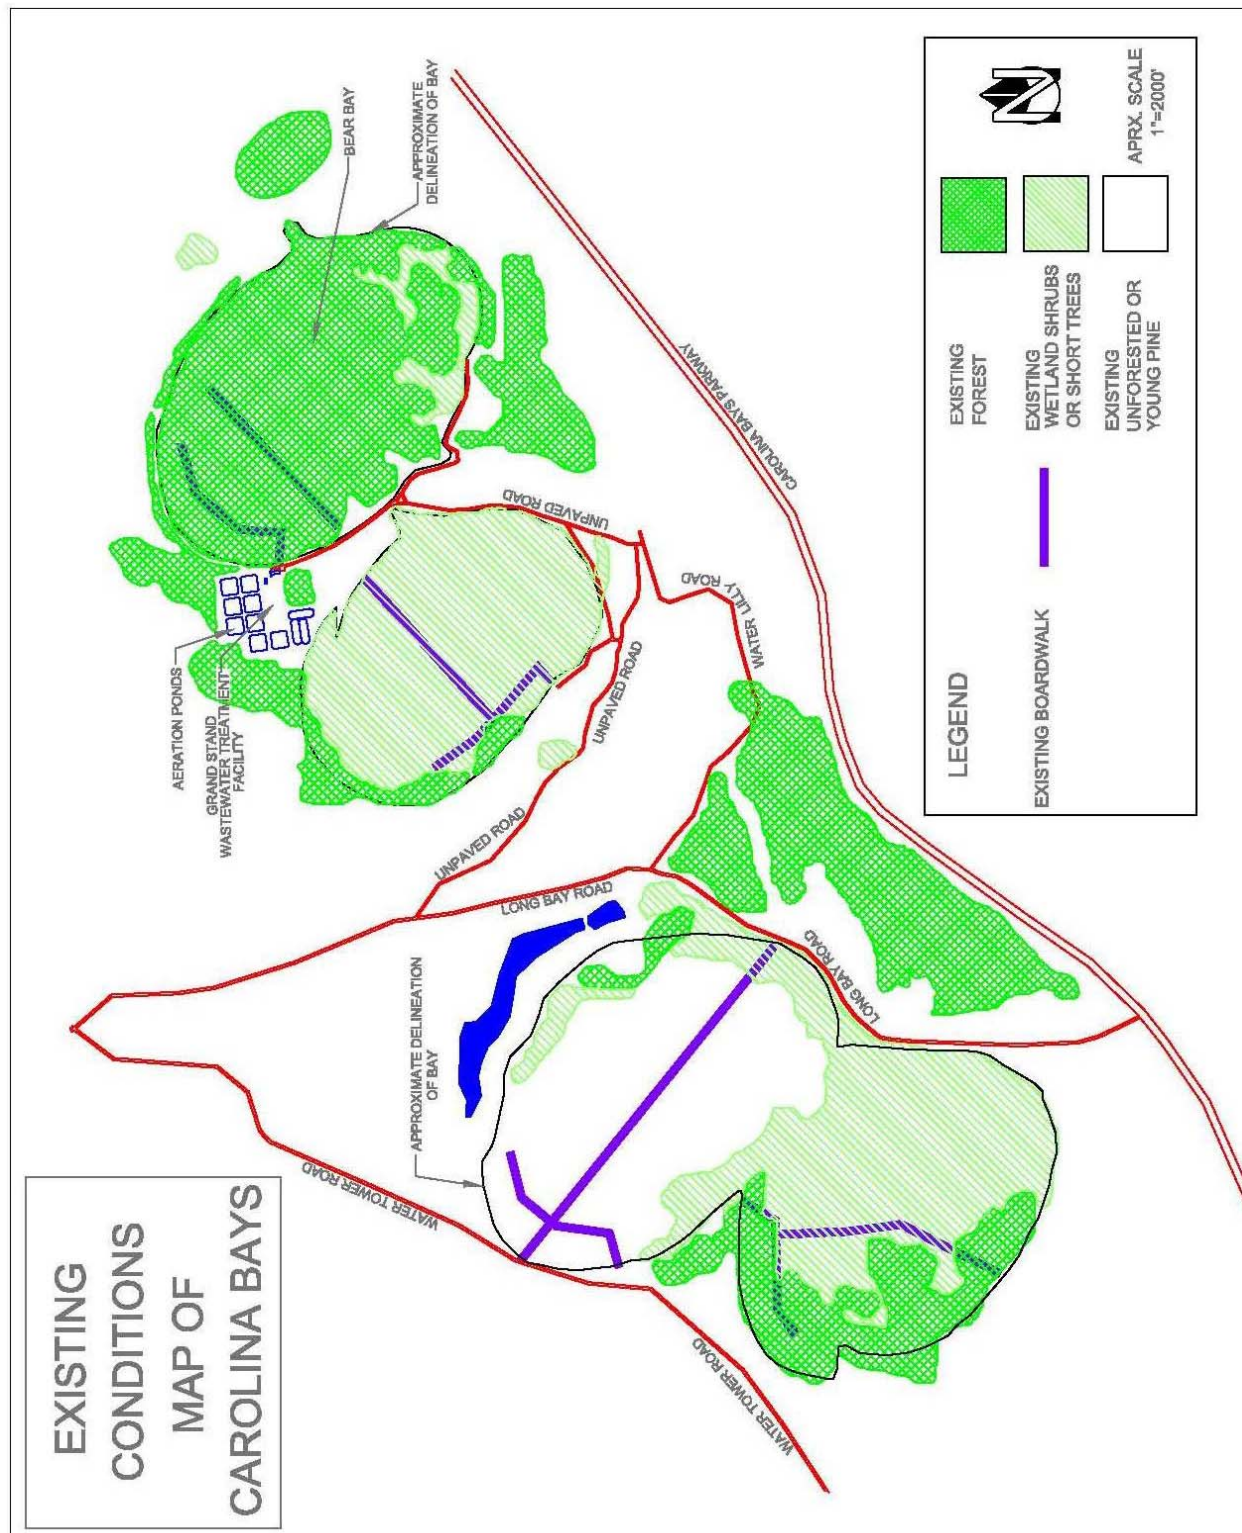 EXISTING
CONDITIONS
MAP OF
CAROLINA BAYS
AERATION PONDS
GRAND STAND
WASTEWATER TREATMENT
FACILITY
BEAR BAY
APPROXIMATE
DELINEATION OF BAY
UNPAVED ROAD
UNPAVED ROAD
UNPAVED ROAD
WATER LILLY ROAD
CAROLINA BAYS PARKWAY
LONG BAY ROAD
LONG BAY ROAD
APPROXIMATE DELINEATION
OF BAY
WATER TOWER ROAD
WATER TOWER ROAD
LEGEND
EXISTING BOARDWALK
EXISTING
FOREST
EXISTING
WETLAND SHRUBS
OR SHORT TREES
EXISTING
UNFORESTED OR
YOUNG PINE
N
APRX. SCALE
1"=2000'